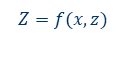 Z = f(x, z)